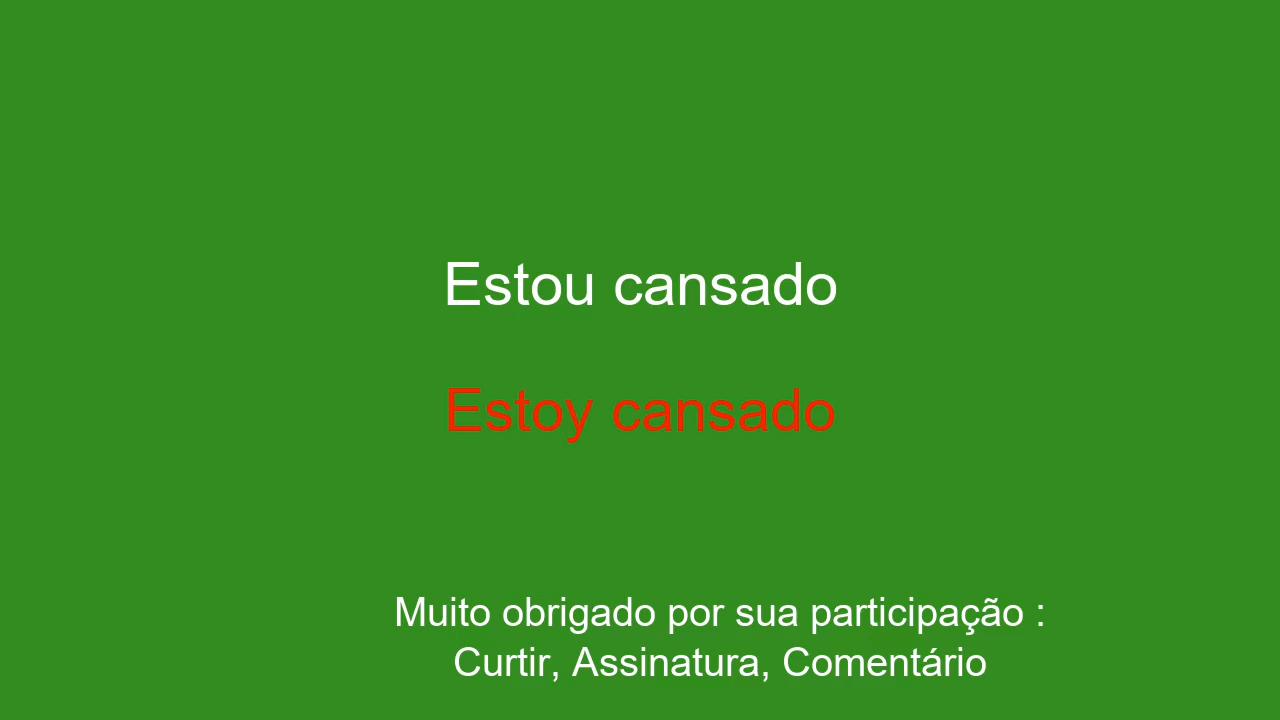 Estou cansado
Estoy cansado
Muito obrigado por sua participação :
Curtir, Assinatura, Comentário